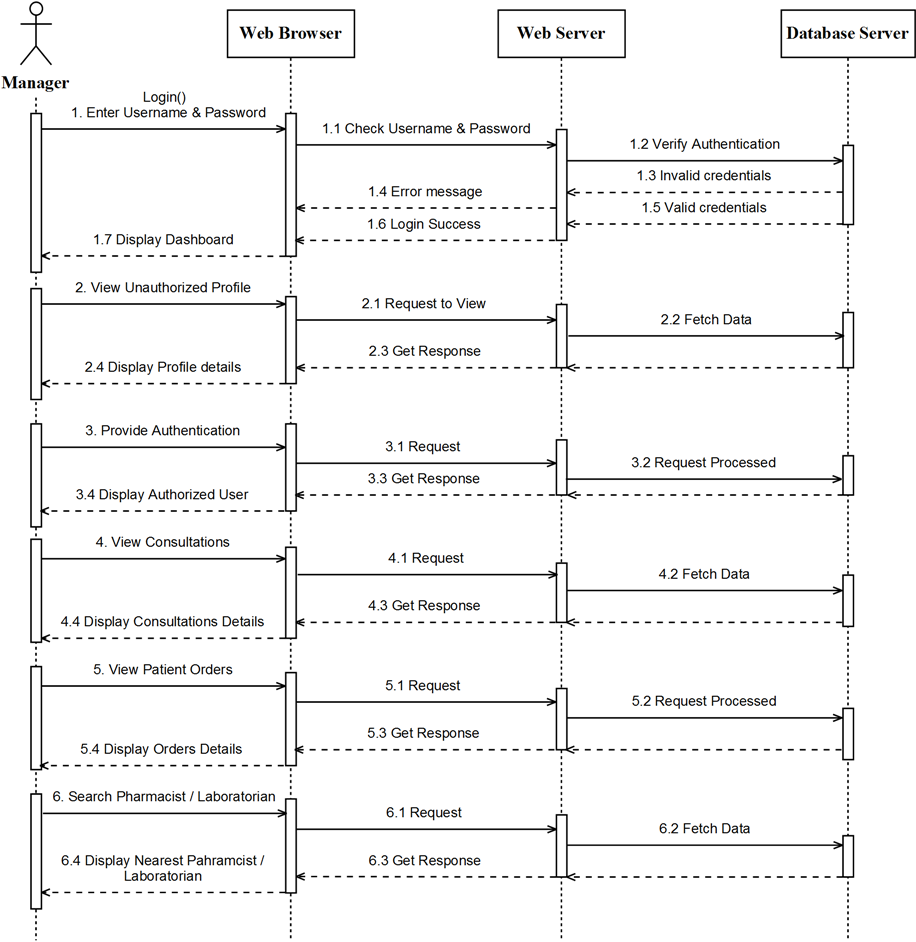 Web Browser
Web Server
Database Server
Manager
Login()
1. Enter Username & Password
1.1 Check Username & Password
1.2 Verify Authentication
1.3 Invalid credentials
1.4 Error message
1.5 Valid credentials
1.6 Login Success
1.7 Display Dashboard
2. View Unauthorized Profile
2.1 Request to View
2.2 Fetch Data
2.3 Get Response
2.4 Display Profile details
3. Provide Authentication
3.1 Request
3.2 Request Processed
3.3 Get Response
3.4 Display Authorized User
4. View Consultations
4.1 Request
4.2 Fetch Data
4.3 Get Response
4.4 Display Consultations Details
5. View Patient Orders
5.1 Request
5.2 Request Processed
5.3 Get Response
5.4 Display Orders Details
6. Search Pharmacist / Laboratorian
6.1 Request
6.2 Fetch Data
6.3 Get Response
6.4 Display Nearest Pahramcist /
Laboratorian